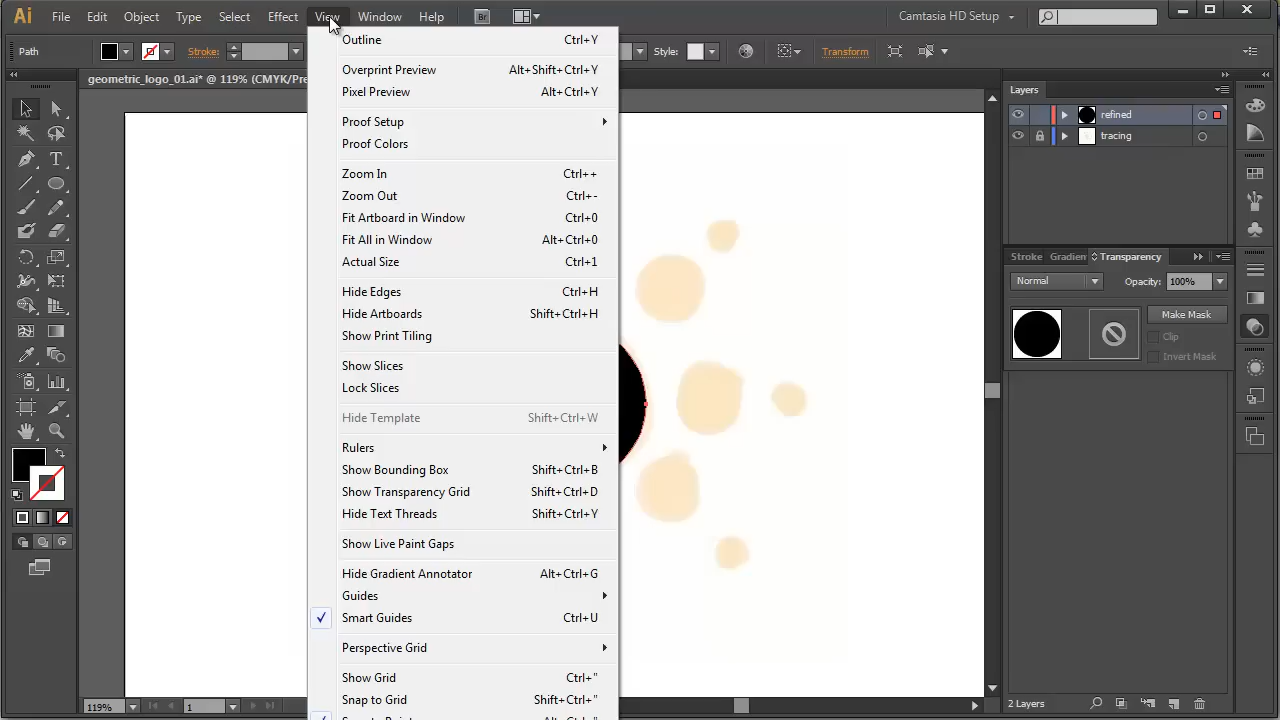 Ai File Edit Object Type Select Effect View Window Help Br Camtasia HD Setup
Path Stroke: Style: Transform
geometric_logo_01.ai* @ 119% (CMYK/Pre
Outline Ctrl+Y
Overprint Preview Alt+Shift+Ctrl+Y
Pixel Preview Alt+Ctrl+Y
Proof Setup
Proof Colors
Zoom In Ctrl++
Zoom Out Ctrl+-
Fit Artboard in Window Ctrl+0
Fit All in Window Alt+Ctrl+0
Actual Size Ctrl+1
Hide Edges Ctrl+H
Hide Artboards Shift+Ctrl+H
Show Print Tiling
Show Slices
Lock Slices
Hide Template Shift+Ctrl+W
Rulers
Show Bounding Box Shift+Ctrl+B
Show Transparency Grid Shift+Ctrl+D
Hide Text Threads Shift+Ctrl+Y
Show Live Paint Gaps
Hide Gradient Annotator Alt+Ctrl+G
Guides
Smart Guides Ctrl+U
Perspective Grid
Show Grid Ctrl+"
Snap to Grid Shift+Ctrl+"
Layers
refined
tracing
Stroke Gradien Transparency
Normal Opacity: 100%
Make Mask
Clip
Invert Mask
2 Layers
119% 1